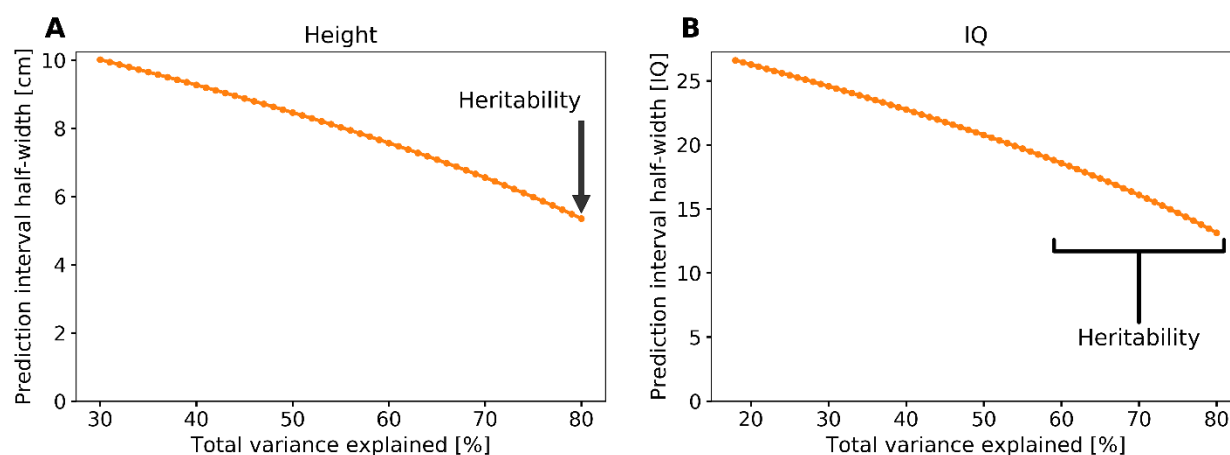 A
Height
Prediction interval half-width [cm]
10
8
6
4
2
0
Heritability
30 40 50 60 70 80
Total variance explained [%]
B
IQ
Prediction interval half-width [IQ]
25
20
15
10
5
0
Heritability
20 30 40 50 60 70 80
Total variance explained [%]